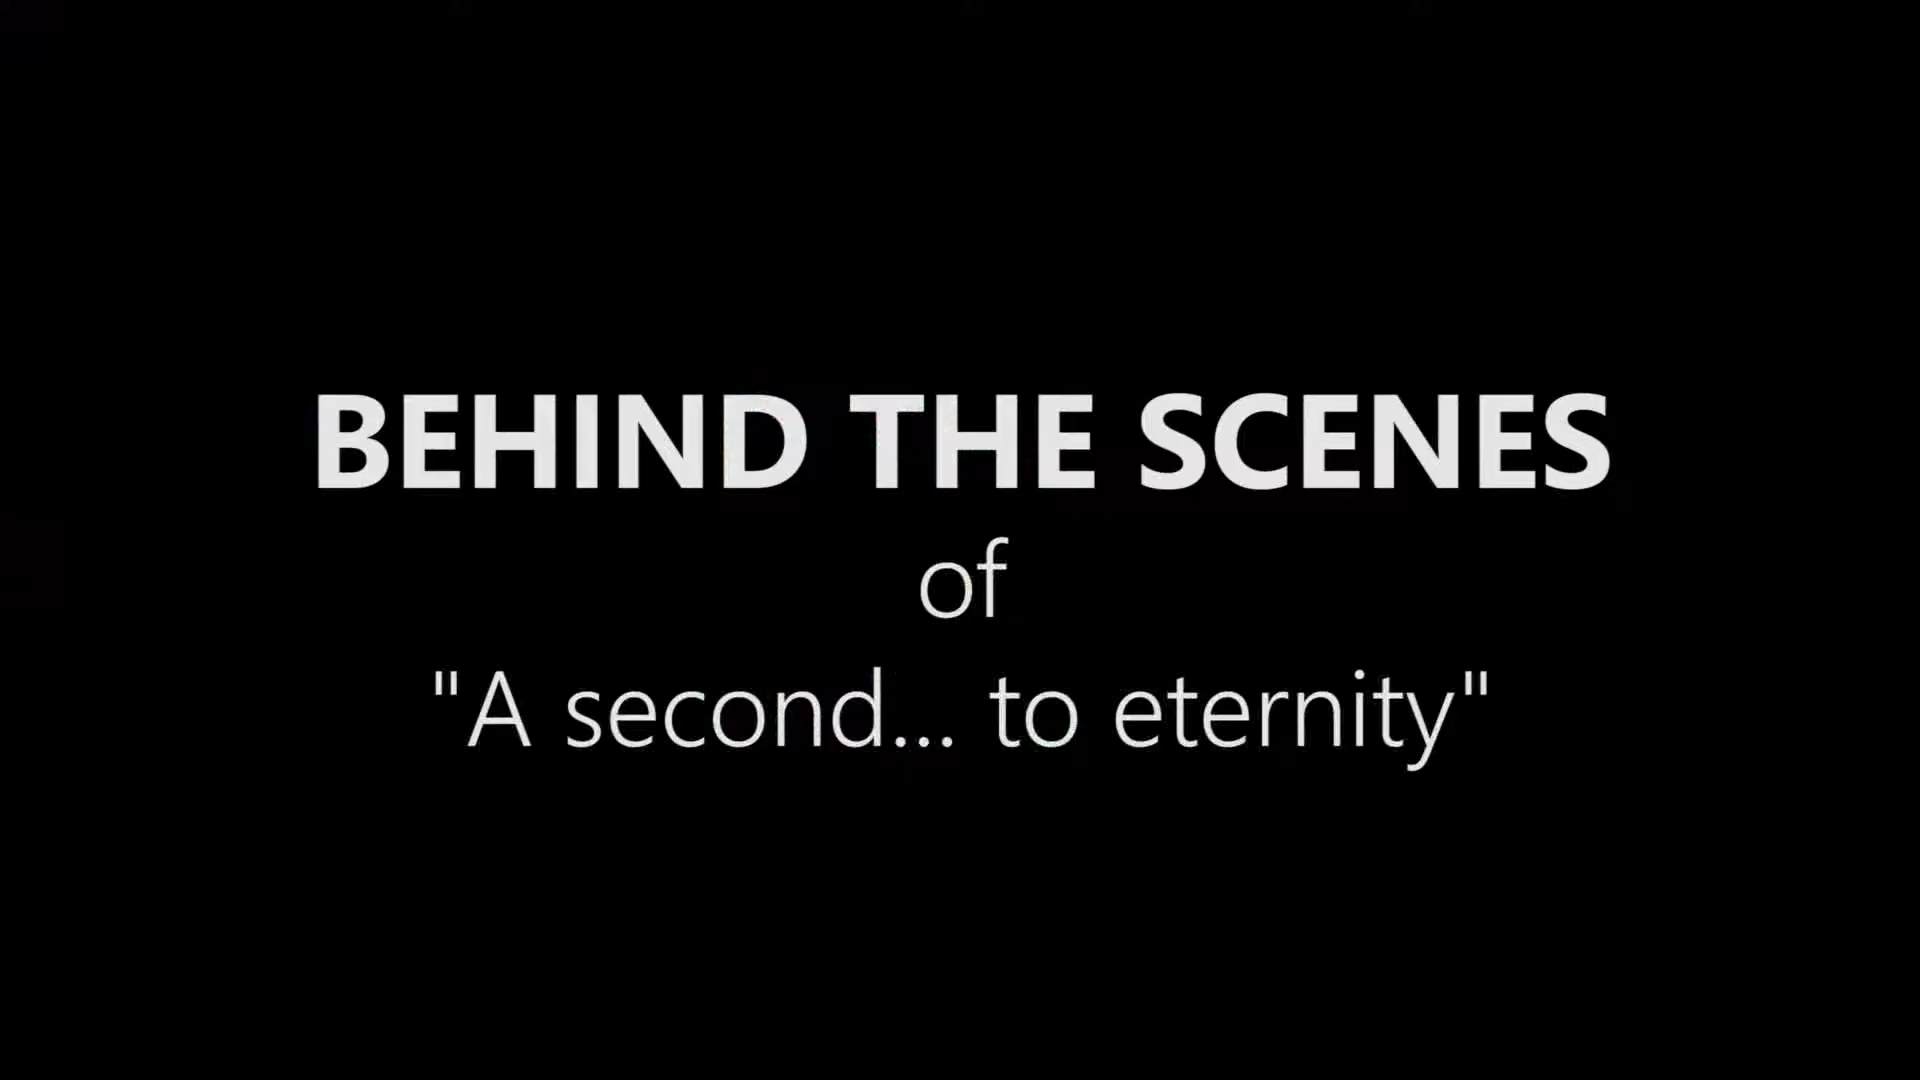 BEHIND THE SCENES
of
"A second... to eternity"